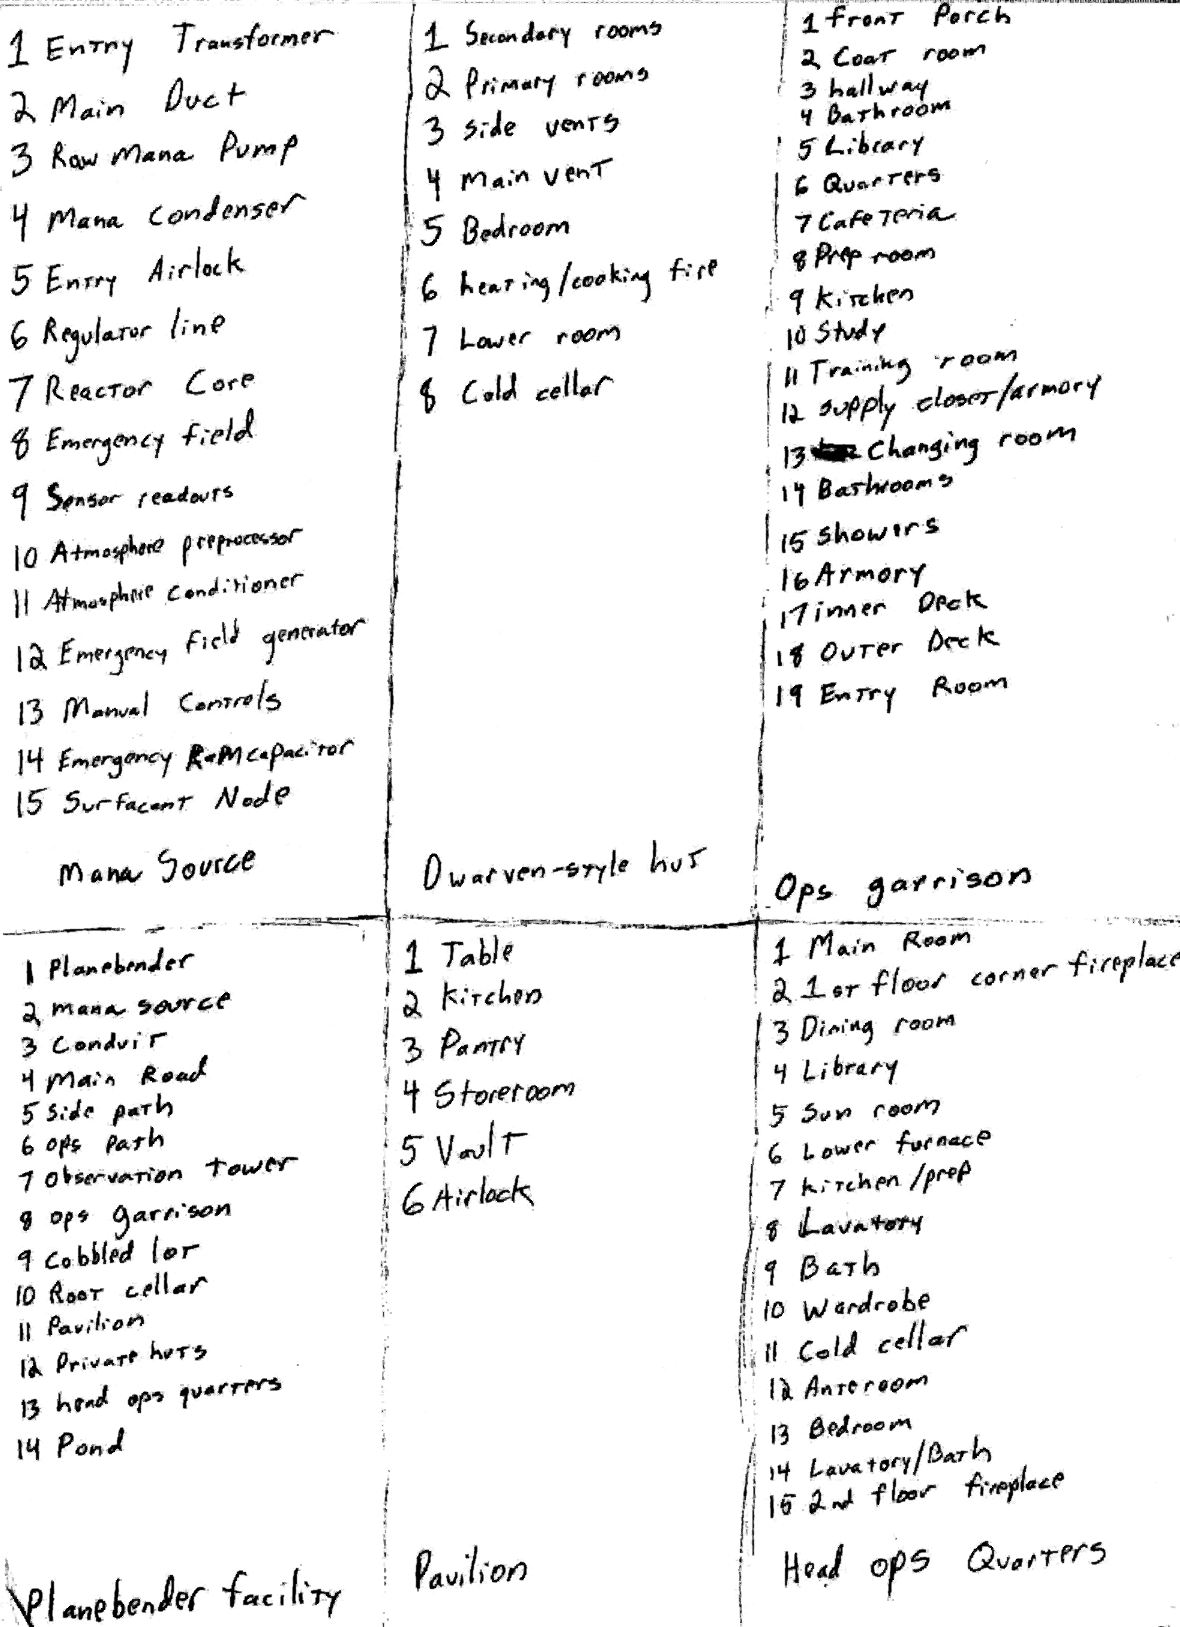 1 Entry Transformer
2 Main Duct
3 Raw Mana Pump
4 Mana Condenser
5 Entry Airlock
6 Regulator line
7 Reactor Core
8 Emergency field
9 Sensor readouts
10 Atmosphere preprocessor
11 Atmosphere conditioner
12 Emergency field generator
13 Manual Controls
14 Emergency RaM capacitor
15 Surfacant Node
Mana Source
1 Secondary rooms
2 Primary rooms
3 side vents
4 Main vent
5 Bedroom
6 heating/cooking fire
7 Lower room
8 Cold cellar
Dwarven-style hut
1 Front Porch
2 Coat room
3 hallway
4 Bathroom
5 Library
6 Quarters
7 Cafeteria
8 Prep room
9 Kitchen
10 Study
11 Training room
12 supply closet/armory
13 Changing room
14 Bathrooms
15 Showers
16 Armory
17 inner Deck
18 Outer Deck
19 Entry Room
Ops garrison
1 Planebender
2 mana source
3 Conduit
4 Main Road
5 Side path
6 ops path
7 Observation tower
8 ops garrison
9 Cobbled lot
10 Root cellar
11 Pavilion
12 Private huts
13 head ops quarters
14 Pond
Planebender facility
1 Table
2 Kitchen
3 Pantry
4 Storeroom
5 Vault
6 Airlock
Pavilion
1 Main Room
2 1st floor corner fireplace
3 Dining room
4 Library
5 Sun room
6 Lower furnace
7 Kitchen/prep
8 Lavatory
9 Bath
10 Wardrobe
11 Cold cellar
12 Anteroom
13 Bedroom
14 Lavatory/Bath
15 2nd floor fireplace
Head ops Quarters